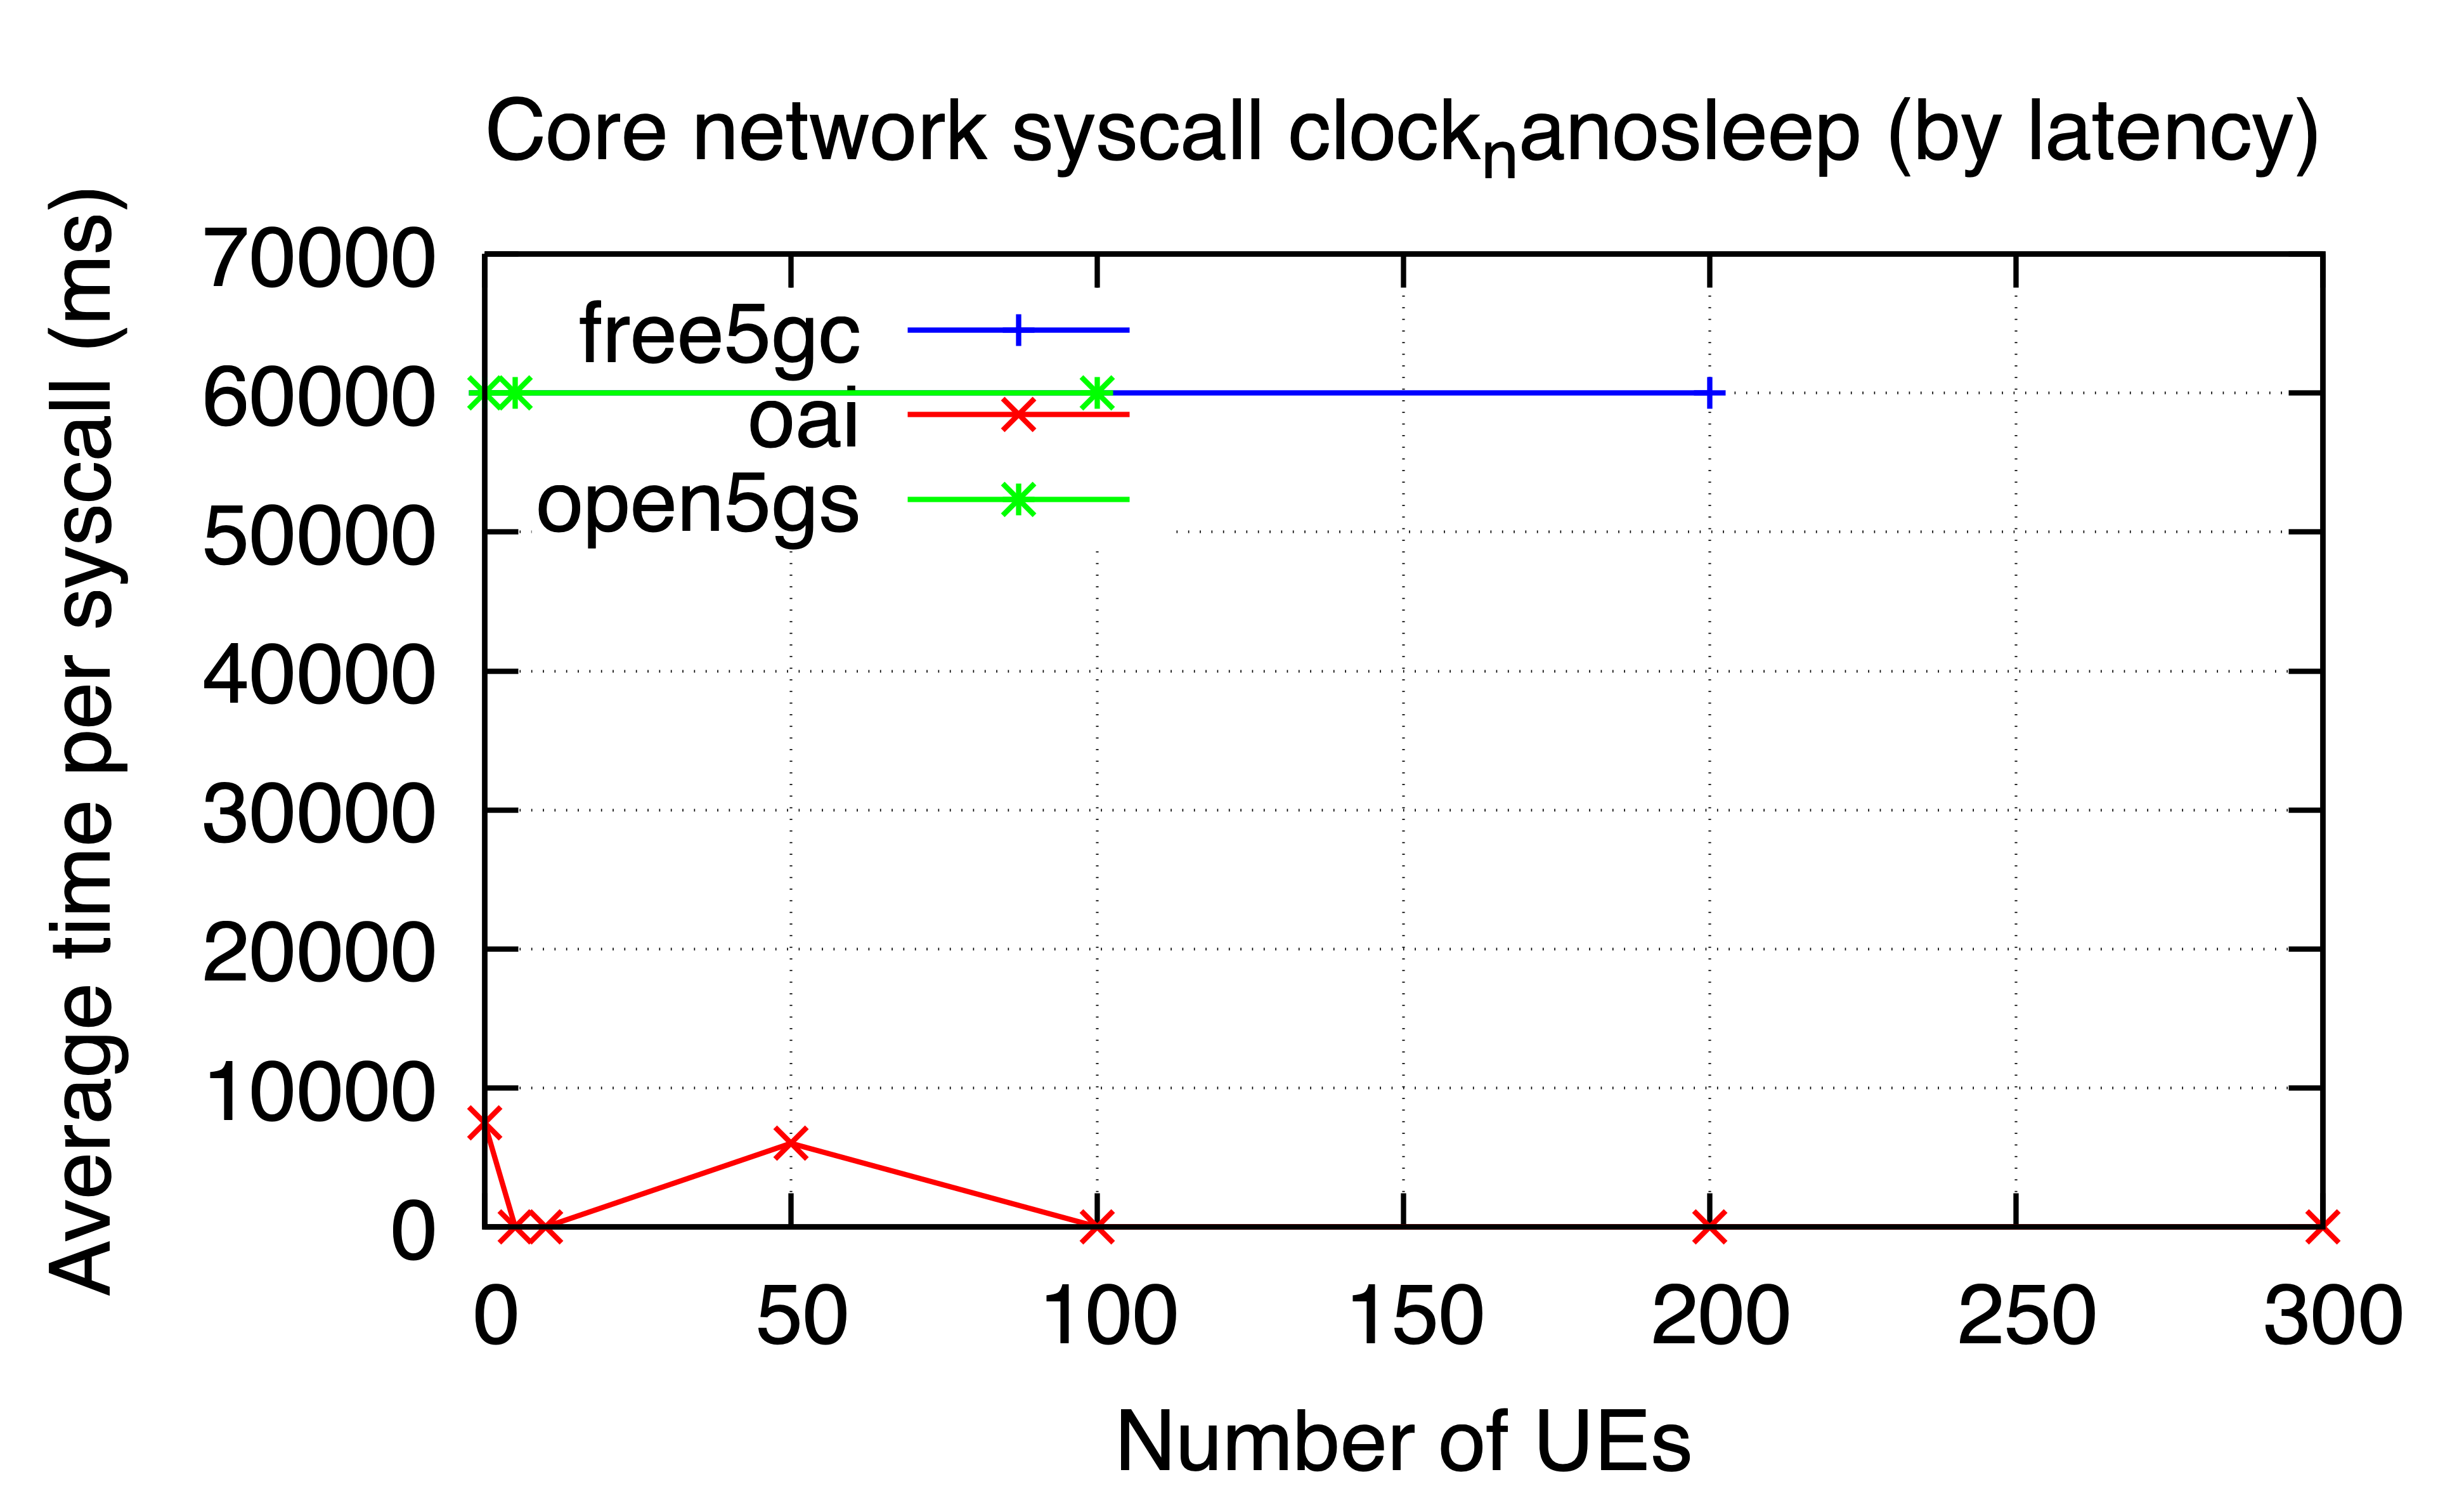 Core network syscall clockₙanosleep (by latency)
Average time per syscall (ms)
70000
60000
50000
40000
30000
20000
10000
0
free5gc
oai
open5gs
0 50 100 150 200 250 300
Number of UEs